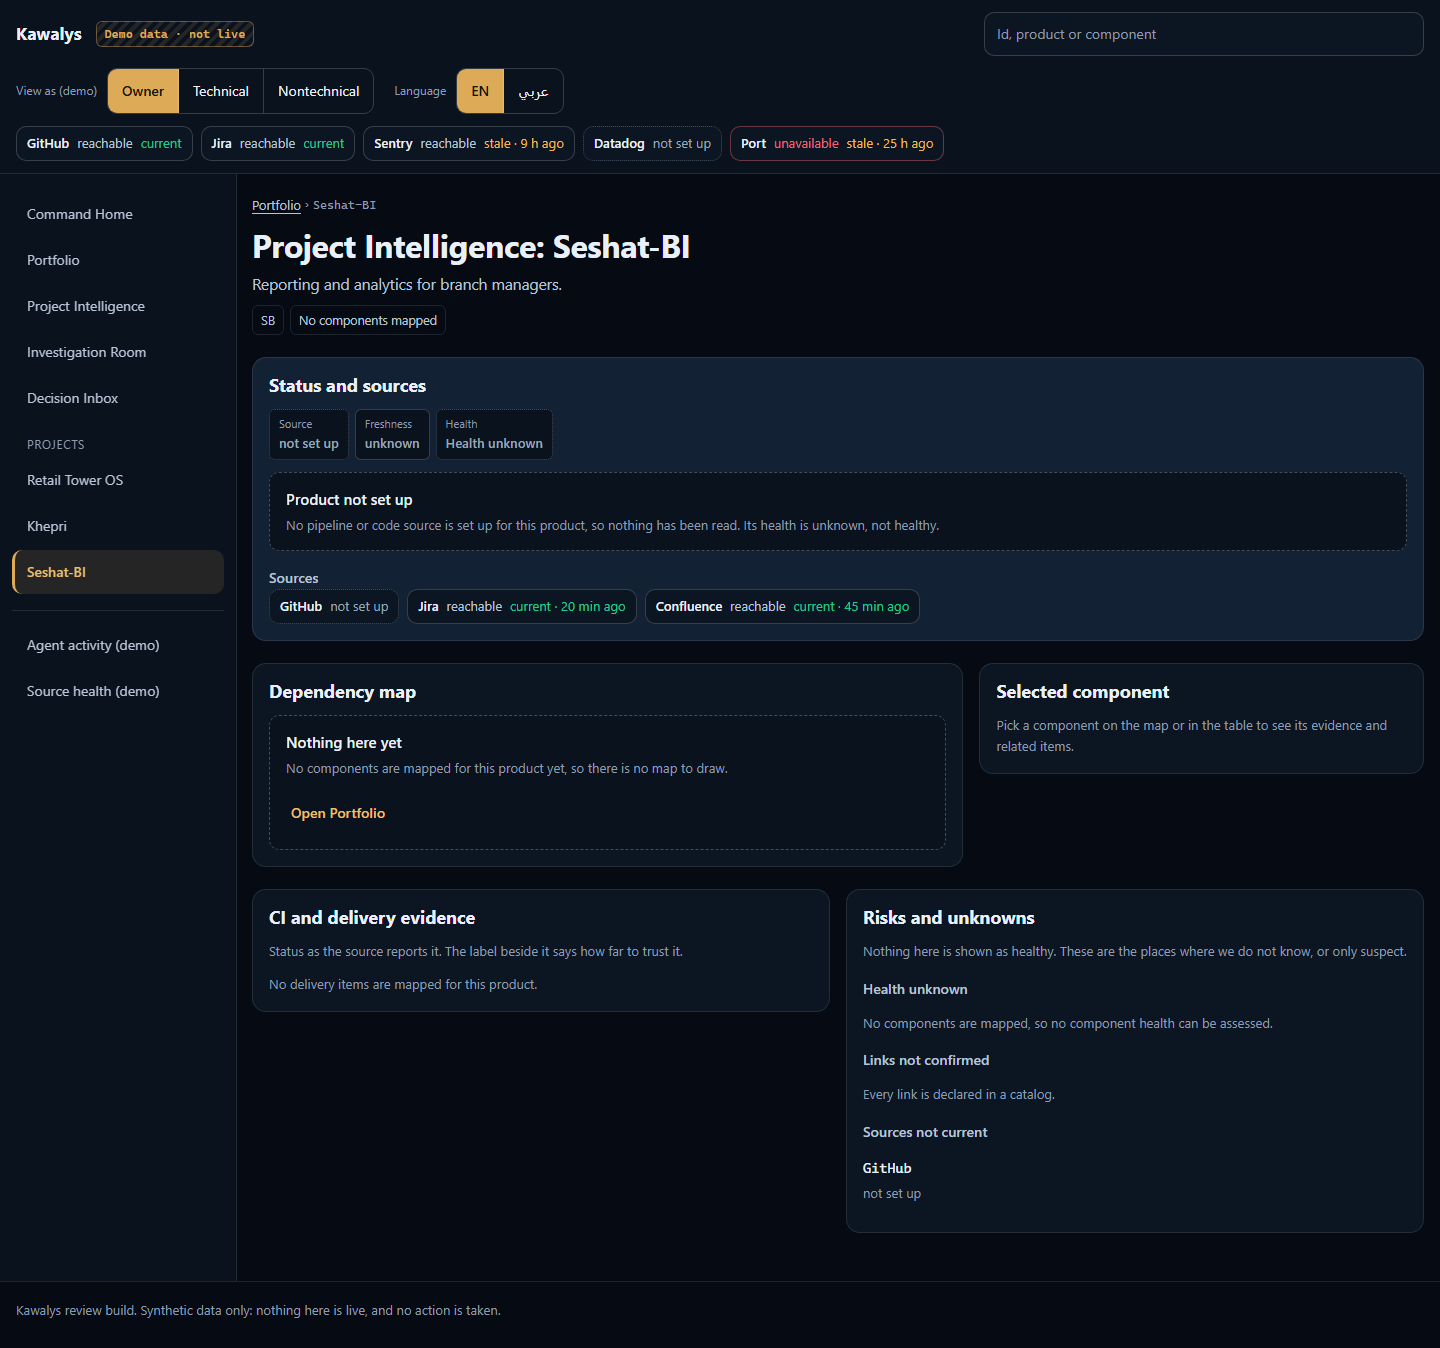 Kawalys
Demo data · not live
Id, product or component
View as (demo) Owner Technical Nontechnical Language EN عربي
GitHub reachable current Jira reachable current Sentry reachable stale · 9 h ago Datadog not set up Port unavailable stale · 25 h ago
Command Home
Portfolio
Project Intelligence
Investigation Room
Decision Inbox
PROJECTS
Retail Tower OS
Khepri
Seshat-BI
Agent activity (demo)
Source health (demo)
Portfolio › Seshat-BI
Project Intelligence: Seshat-BI
Reporting and analytics for branch managers.
SB No components mapped
Status and sources
Source Freshness Health
not set up unknown Health unknown
Product not set up
No pipeline or code source is set up for this product, so nothing has been read. Its health is unknown, not healthy.
Sources
GitHub not set up Jira reachable current · 20 min ago Confluence reachable current · 45 min ago
Dependency map
Nothing here yet
No components are mapped for this product yet, so there is no map to draw.
Open Portfolio
Selected component
Pick a component on the map or in the table to see its evidence and
related items.
CI and delivery evidence
Status as the source reports it. The label beside it says how far to trust it.
No delivery items are mapped for this product.
Risks and unknowns
Nothing here is shown as healthy. These are the places where we do not know, or only suspect.
Health unknown
No components are mapped, so no component health can be assessed.
Links not confirmed
Every link is declared in a catalog.
Sources not current
GitHub
not set up
Kawalys review build. Synthetic data only: nothing here is live, and no action is taken.